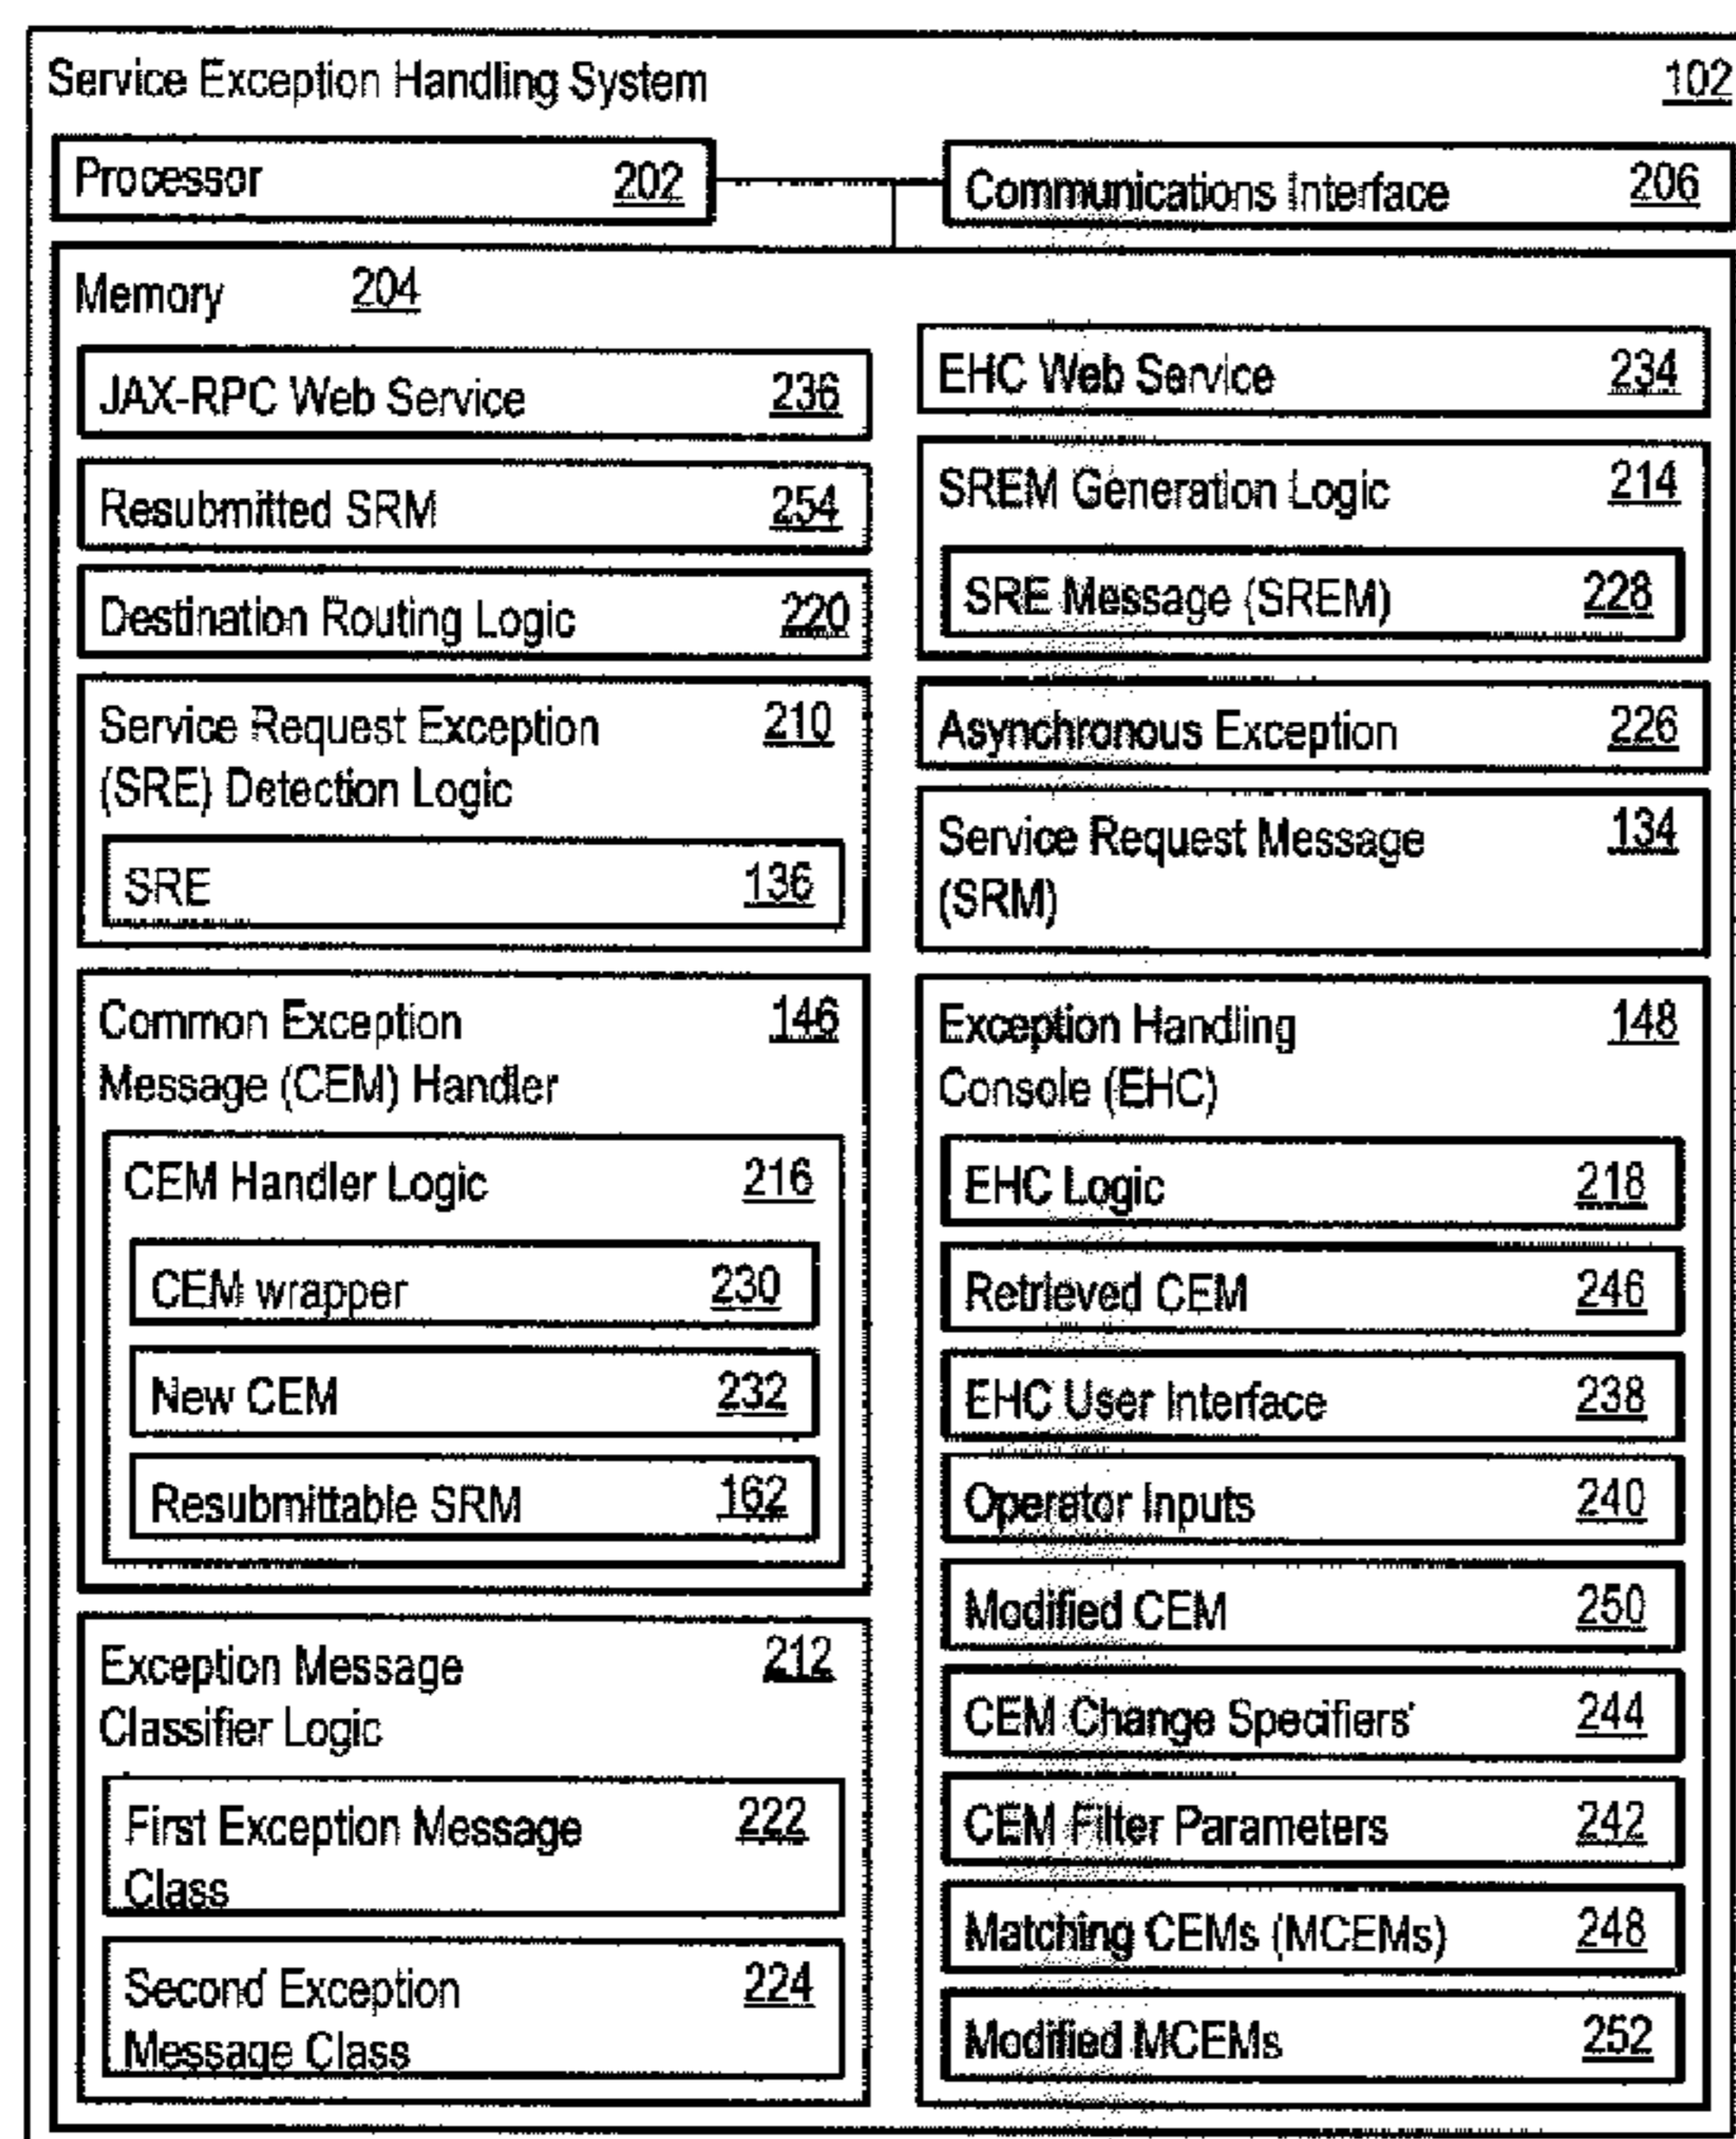 Service Exception Handling System 102
Processor 202
Communications Interface 206
Memory 204
JAX-RPC Web Service 236
Resubmitted SRM 254
Destination Routing Logic 220
Service Request Exception 210
(SRE) Detection Logic
SRE 136
Common Exception 146
Message (CEM) Handler
CEM Handler Logic 216
CEM wrapper 230
New CEM 232
Resubmittable SRM 162
Exception Message 212
Classifier Logic
First Exception Message 222
Class
Second Exception 224
Message Class
EHC Web Service 234
SREM Generation Logic 214
SRE Message (SREM) 228
Asynchronous Exception 226
Service Request Message 134
(SRM)
Exception Handling 148
Console (EHC)
EHC Logic 218
Retrieved CEM 246
EHC User Interface 238
Operator Inputs 240
Modified CEM 250
CEM Change Specifiers' 244
CEM Filter Parameters 242
Matching CEMs (MCEMs) 248
Modified MCEMs 252